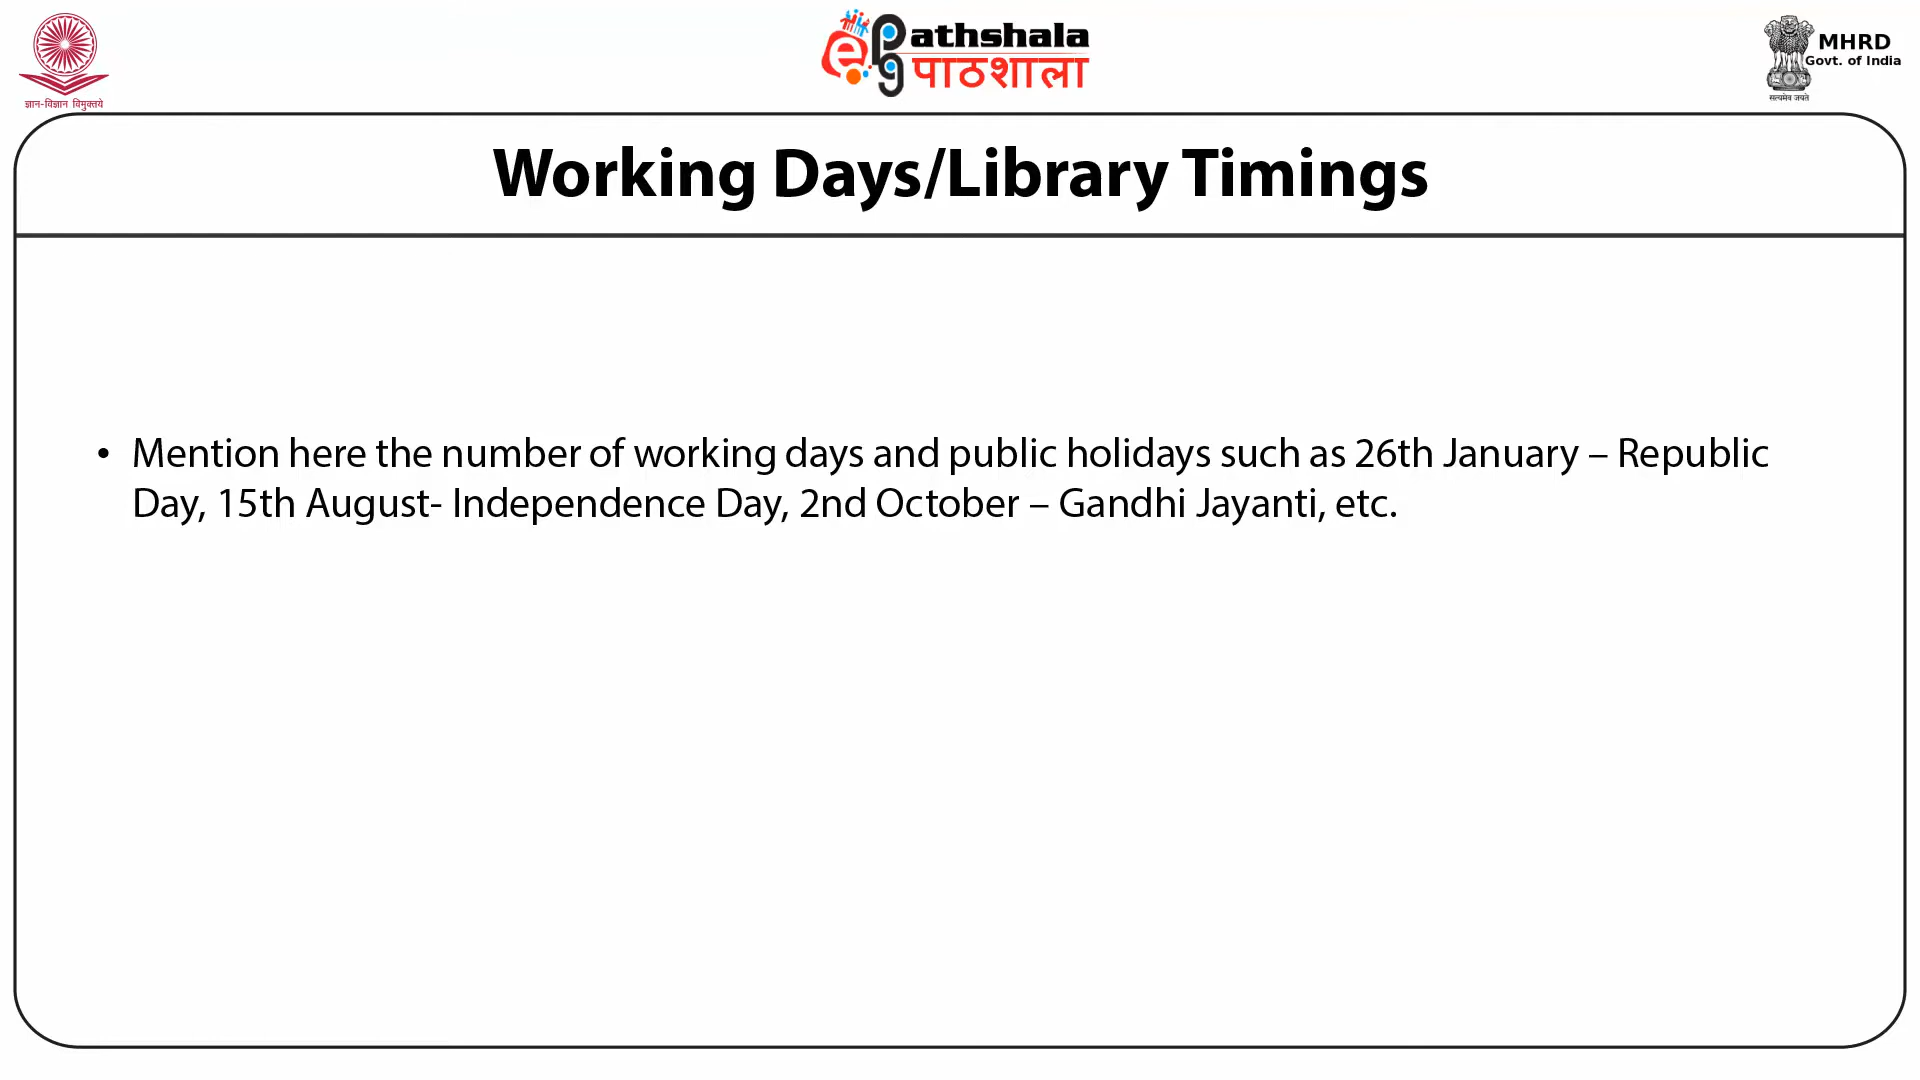 ज्ञान-विज्ञान विमुक्तये
e Pg athshala
पाठशाला
MHRD
Govt. of India
सत्यमेव जयते
Working Days/Library Timings
• Mention here the number of working days and public holidays such as 26th January – Republic
Day, 15th August- Independence Day, 2nd October – Gandhi Jayanti, etc.